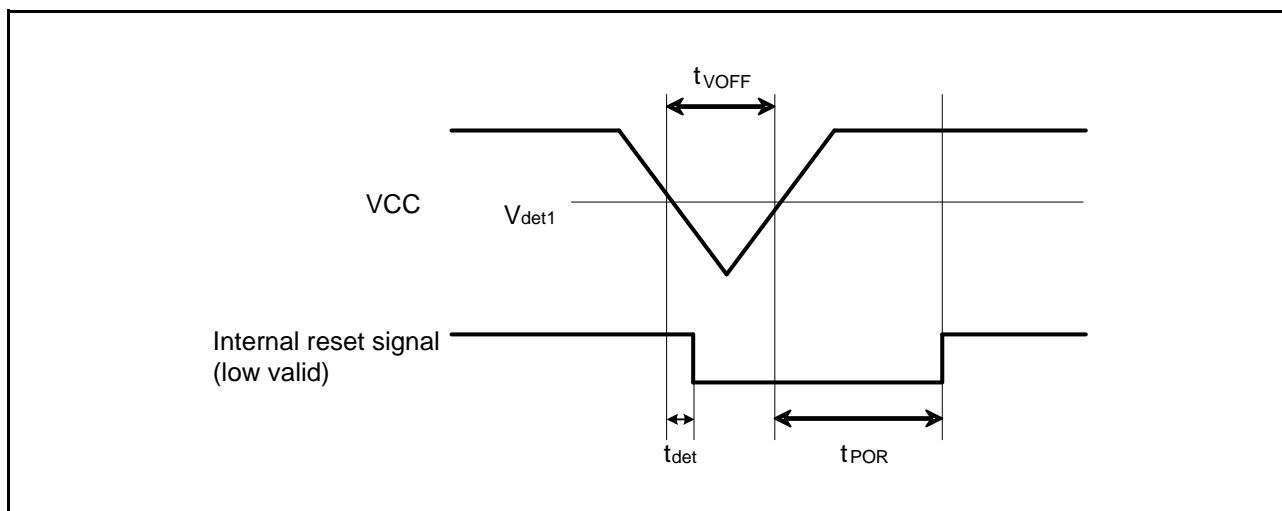 tVOFF
VCC
Vdet1
Internal reset signal
(low valid)
tdet
tPOR